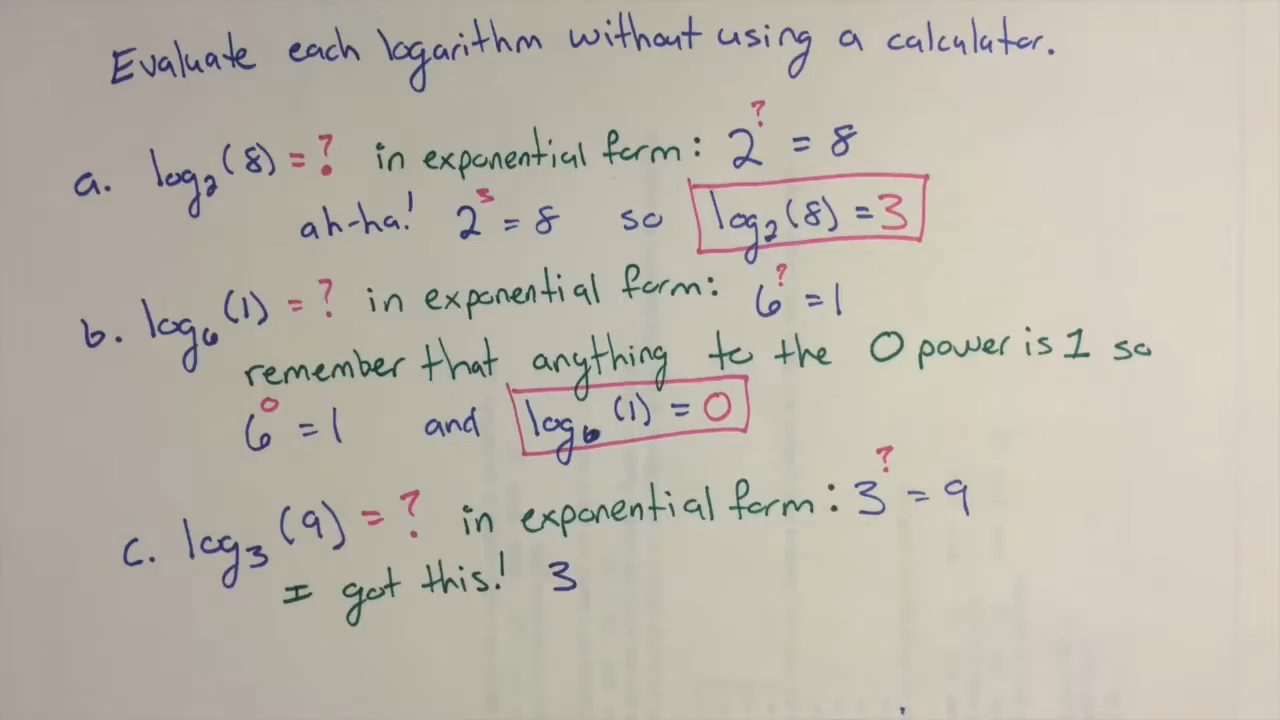 Evaluate each logarithm without using a calculator.
a. log₂(8) = ? in exponential form: 2^? = 8
ah-ha! 2³ = 8 so log₂(8) = 3
b. log₆(1) = ? in exponential form: 6^? = 1
remember that anything to the 0 power is 1 so
6⁰ = 1 and log₆(1) = 0
c. log₃(9) = ? in exponential form: 3^? = 9
I got this! 3